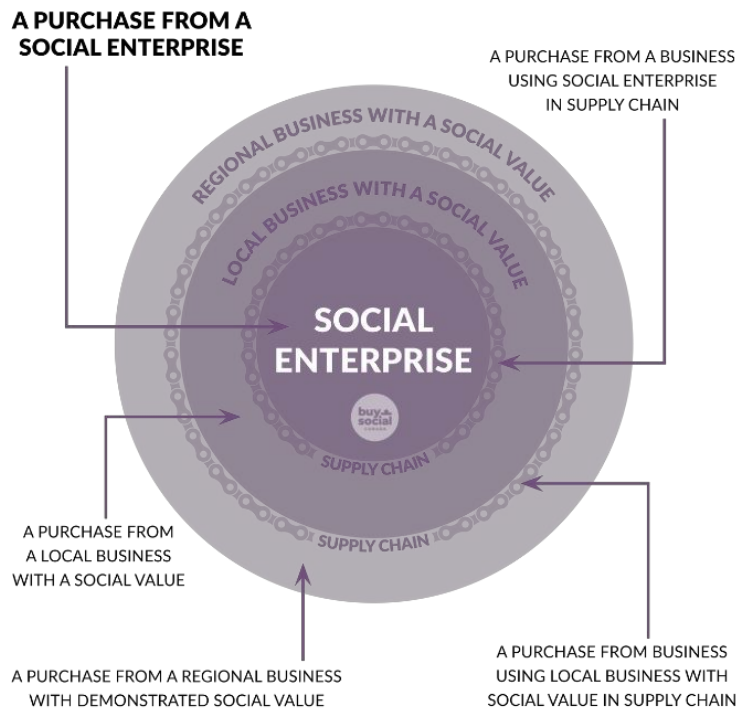 A PURCHASE FROM A
SOCIAL ENTERPRISE
A PURCHASE FROM A BUSINESS
USING SOCIAL ENTERPRISE
IN SUPPLY CHAIN
REGIONAL BUSINESS WITH A SOCIAL VALUE
LOCAL BUSINESS WITH A SOCIAL VALUE
SOCIAL
ENTERPRISE
buy
social
CANADA
SUPPLY CHAIN
SUPPLY CHAIN
A PURCHASE FROM
A LOCAL BUSINESS
WITH A SOCIAL VALUE
A PURCHASE FROM A REGIONAL BUSINESS
WITH DEMONSTRATED SOCIAL VALUE
A PURCHASE FROM BUSINESS
USING LOCAL BUSINESS WITH
SOCIAL VALUE IN SUPPLY CHAIN